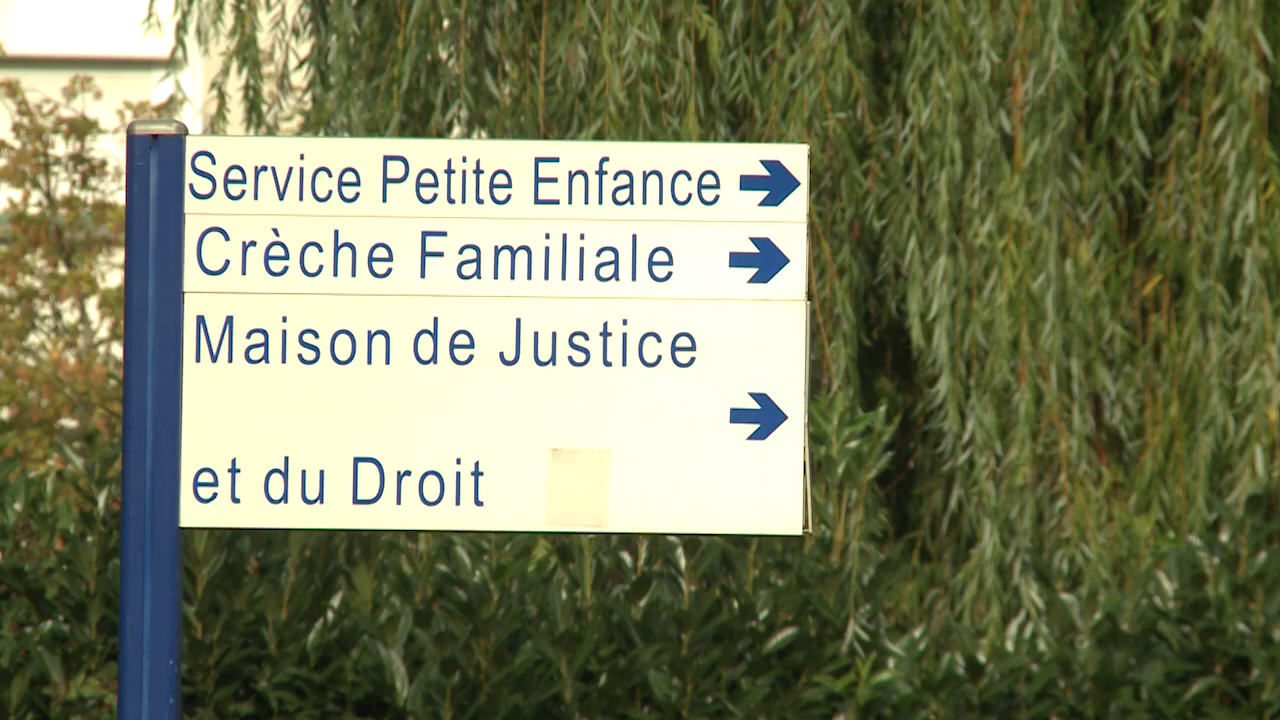 Service Petite Enfance
Crèche Familiale
Maison de Justice
et du Droit